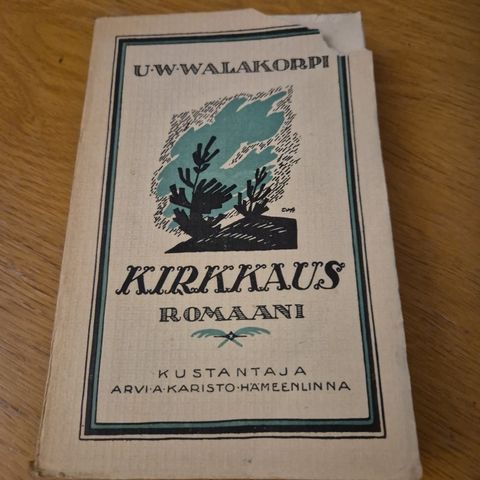 U·W·WALAKORPI
KIRKKAUS
ROMAANI
KUSTANTAJA
ARVI·A·KARISTO·HÄMEENLINNA